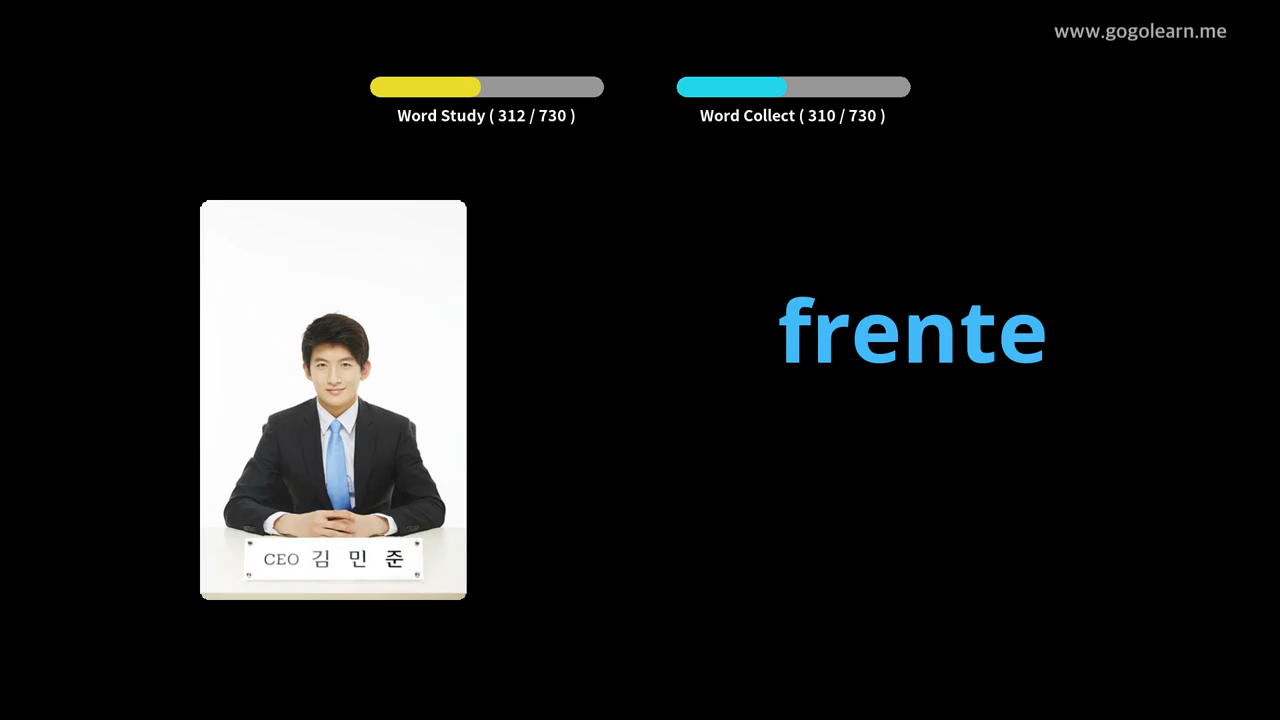 www.gogolearn.me
Word Study ( 312 / 730 )
Word Collect ( 310 / 730 )
frente
CEO 김 민 준